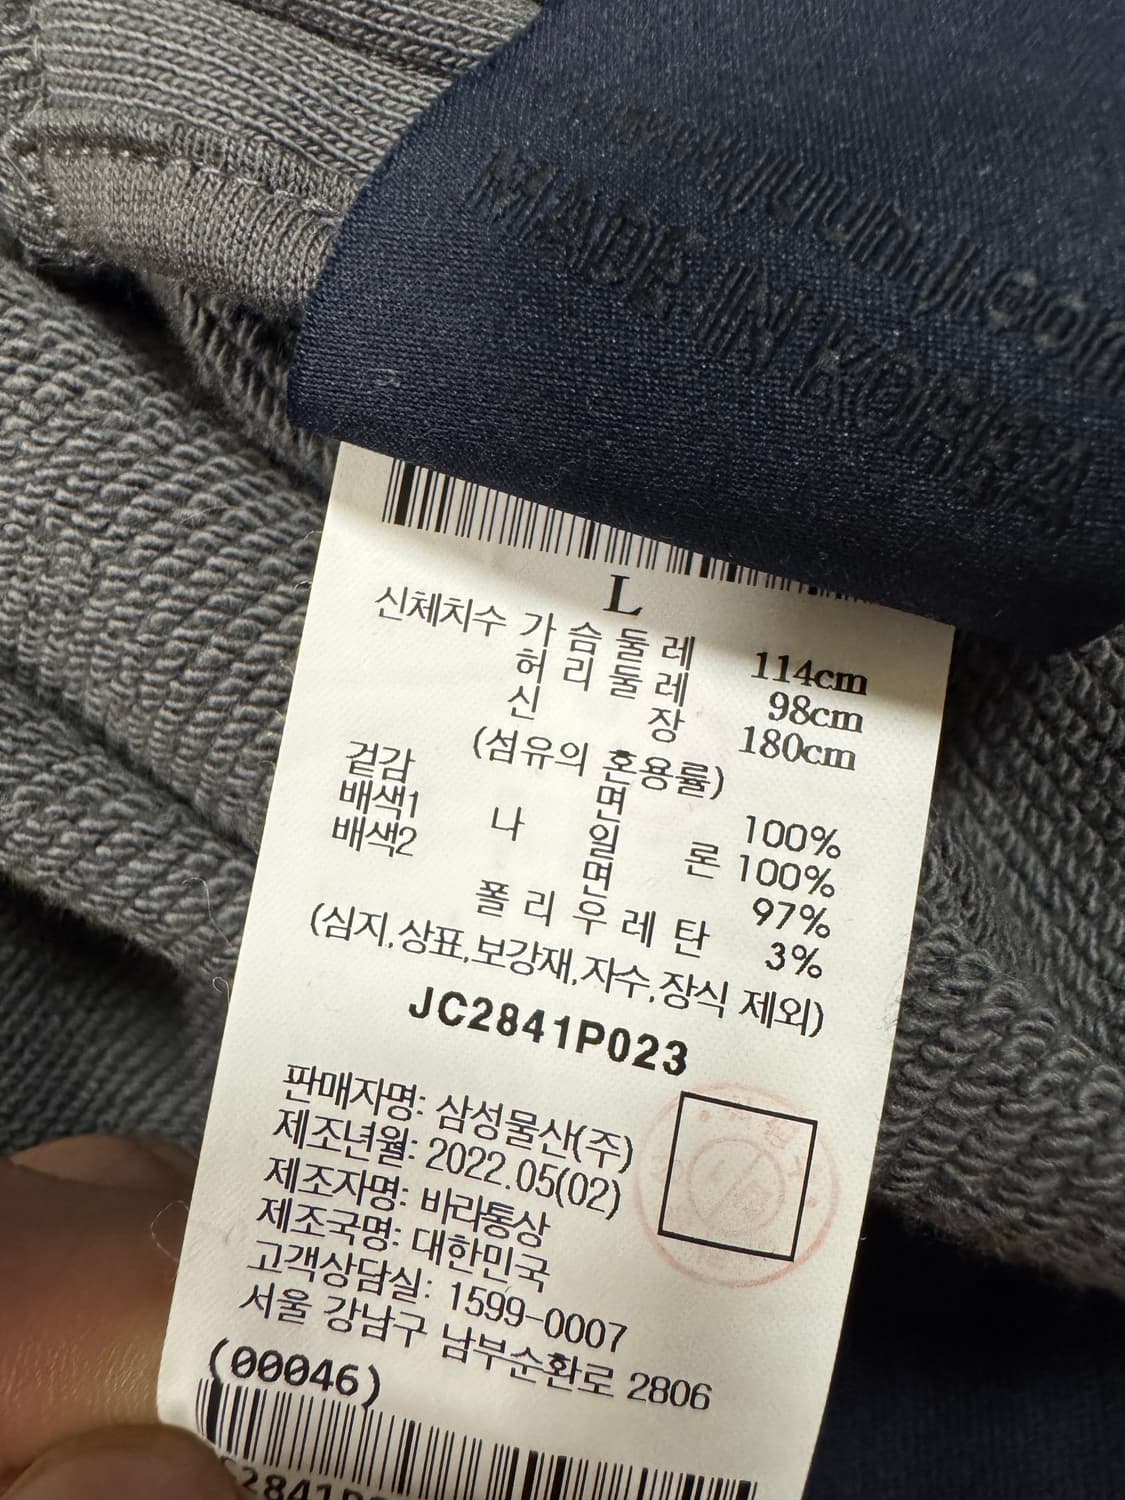 MADE IN KOREA
L
신체치수 가슴둘레 114cm
허리둘레 98cm
신장 180cm
(섬유의 혼용률)
겉감 면 100%
배색1 나일론 100%
배색2 면 97%
폴리우레탄 3%
(심지,상표,보강재,자수,장식 제외)
JC2841P023
판매자명: 삼성물산(주)
제조년월: 2022.05(02)
제조자명: 바라통상
제조국명: 대한민국
고객상담실: 1599-0007
서울 강남구 남부순환로 2806
(00046)